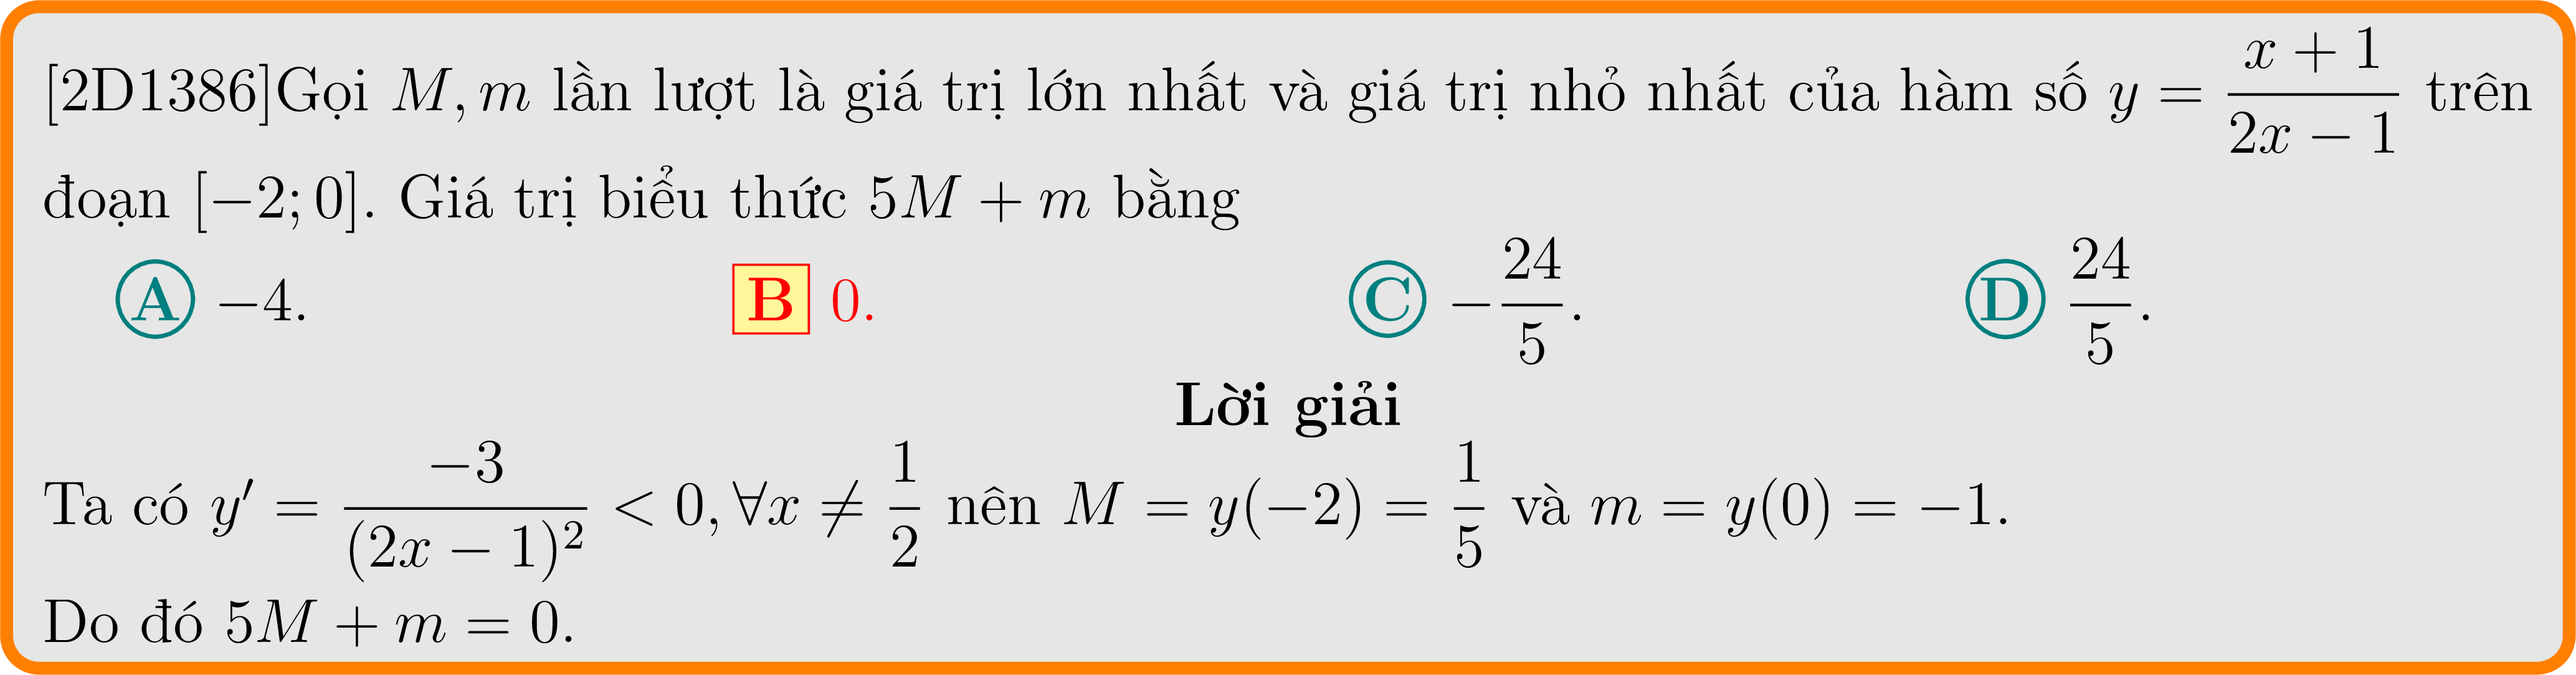 [2D1386]Gọi M, m lần lượt là giá trị lớn nhất và giá trị nhỏ nhất của hàm số y = \frac{x + 1}{2x − 1} trên
đoạn [−2; 0]. Giá trị biểu thức 5M + m bằng
A −4. B 0. C −\frac{24}{5}. D \frac{24}{5}.
Lời giải
Ta có y′ = \frac{−3}{(2x − 1)^2} < 0, ∀x ≠ \frac{1}{2} nên M = y(−2) = \frac{1}{5} và m = y(0) = −1.
Do đó 5M + m = 0.